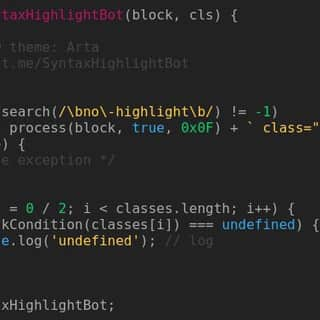 taxHighlightBot(block, cls) {
theme: Arta
t.me/SyntaxHighlightBot
search(/\bno\-highlight\b/) != -1)
process(block, true, 0x0F) + ` class="
) {
e exception */
= 0 / 2; i < classes.length; i++) {
kCondition(classes[i]) === undefined) {
e.log('undefined'); // log
xHighlightBot;